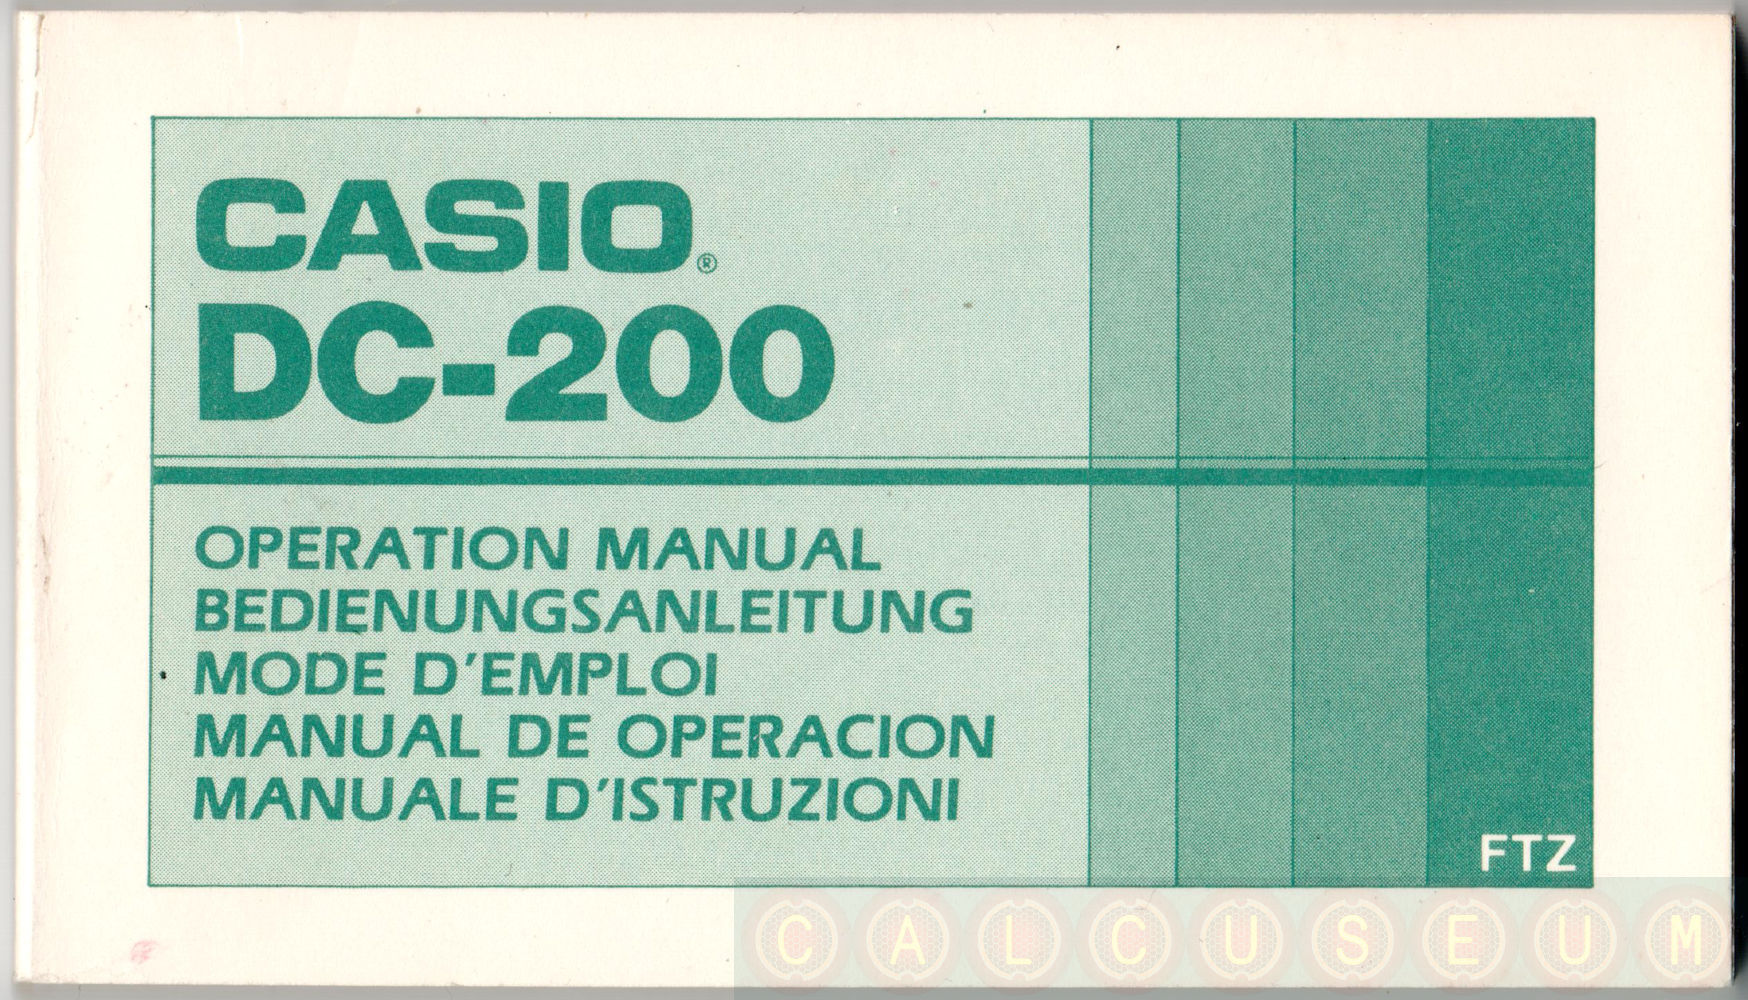 CASIO®
DC-200
OPERATION MANUAL
BEDIENUNGSANLEITUNG
MODE D'EMPLOI
MANUAL DE OPERACION
MANUALE D'ISTRUZIONI
FTZ
CALCUSEUM